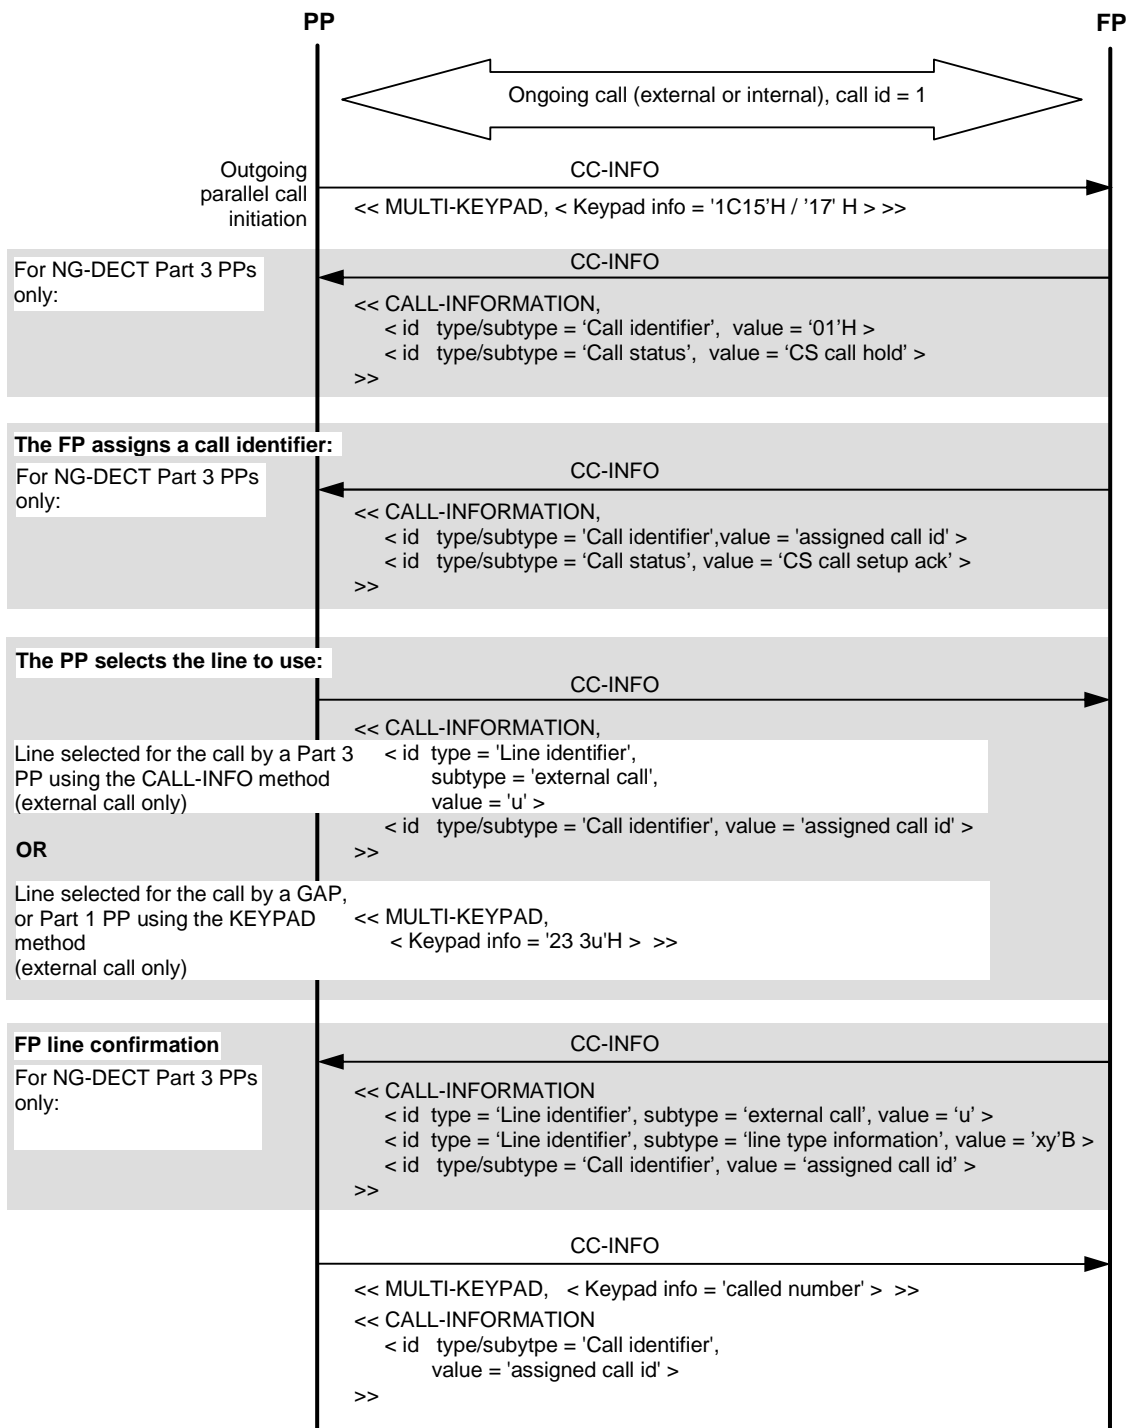 PP
FP
Ongoing call (external or internal), call id = 1
Outgoing
parallel call
initiation
CC-INFO
<< MULTI-KEYPAD, < Keypad info = '1C15'H / '17' H > >>
For NG-DECT Part 3 PPs
only:
CC-INFO
<< CALL-INFORMATION,
< id type/subtype = ‘Call identifier’, value = ‘01’H >
< id type/subtype = ‘Call status’, value = ‘CS call hold’ >
>>
The FP assigns a call identifier:
For NG-DECT Part 3 PPs
only:
CC-INFO
<< CALL-INFORMATION,
< id type/subtype = 'Call identifier',value = 'assigned call id' >
< id type/subtype = 'Call status', value = ‘CS call setup ack’ >
>>
The PP selects the line to use:
CC-INFO
<< CALL-INFORMATION,
Line selected for the call by a Part 3
PP using the CALL-INFO method
(external call only)
< id type = 'Line identifier',
subtype = 'external call',
value = 'u' >
< id type/subtype = 'Call identifier', value = 'assigned call id' >
>>
OR
Line selected for the call by a GAP,
or Part 1 PP using the KEYPAD
method
(external call only)
<< MULTI-KEYPAD,
< Keypad info = '23 3u'H > >>
FP line confirmation
For NG-DECT Part 3 PPs
only:
CC-INFO
<< CALL-INFORMATION
< id type = ‘Line identifier’, subtype = ‘external call’, value = ‘u’ >
< id type = ‘Line identifier’, subtype = ‘line type information’, value = ’xy’B >
< id type/subtype = ‘Call identifier’, value = ‘assigned call id’ >
>>
CC-INFO
<< MULTI-KEYPAD, < Keypad info = 'called number' > >>
<< CALL-INFORMATION
< id type/subytpe = 'Call identifier',
value = 'assigned call id' >
>>